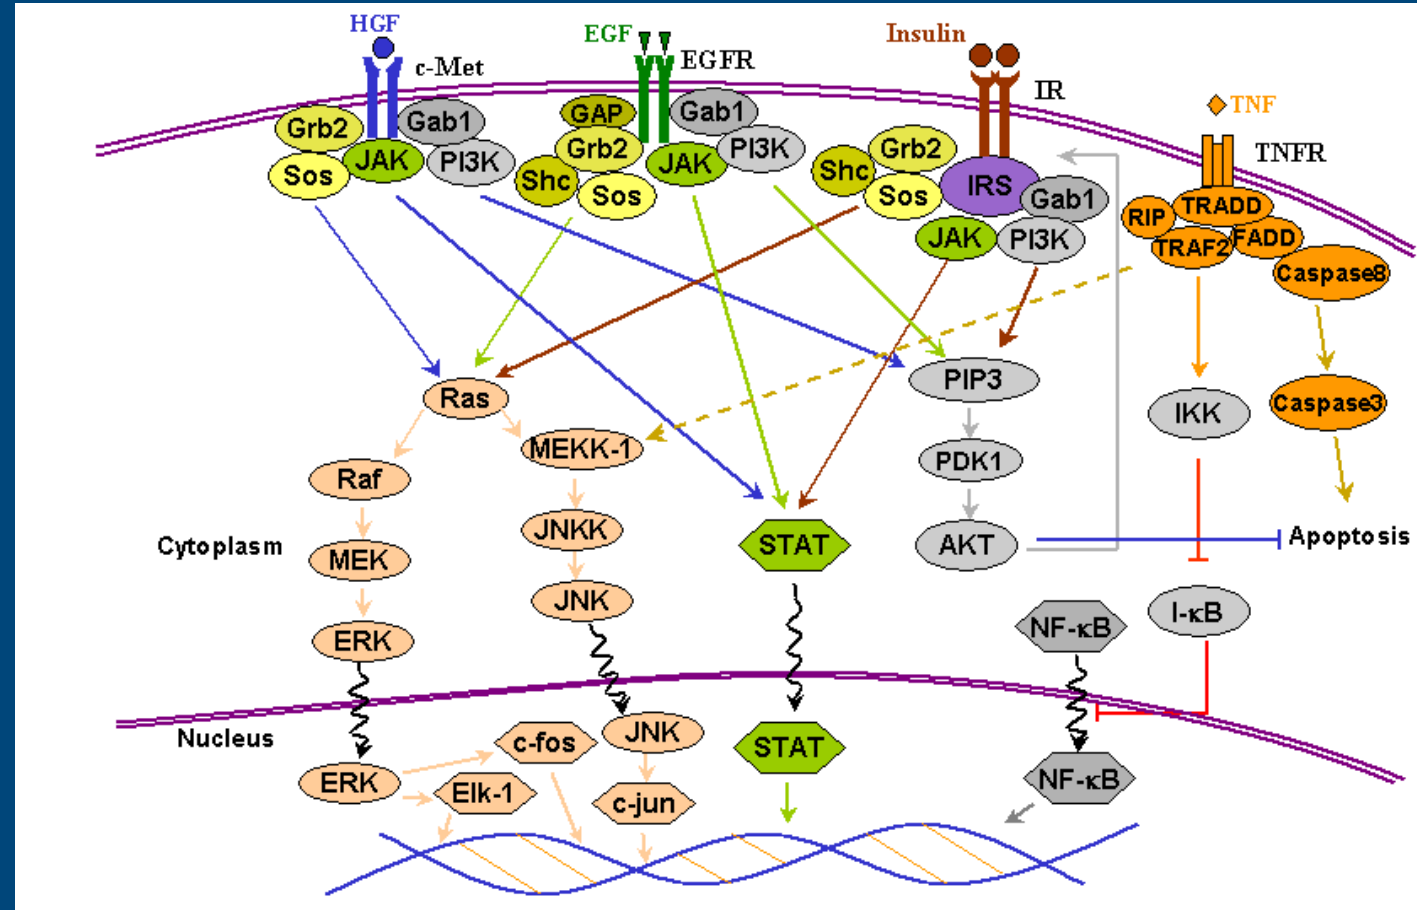 HGF
c-Met
EGF
EGFR
Insulin
IR
TNF
TNFR
Grb2
Gab1
Sos
JAK
PI3K
GAP
Gab1
Grb2
Shc
Sos
JAK
PI3K
Shc
Grb2
Sos
IRS
Gab1
JAK
PI3K
RIP
TRADD
TRAF2
FADD
Caspase8
Ras
PIP3
IKK
Caspase3
MEKK-1
Raf
PDK1
JNKK
STAT
AKT
Apoptosis
Cytoplasm
MEK
JNK
ERK
NF-κB
I-κB
Nucleus
c-fos
JNK
STAT
ERK
Elk-1
c-jun
NF-κB